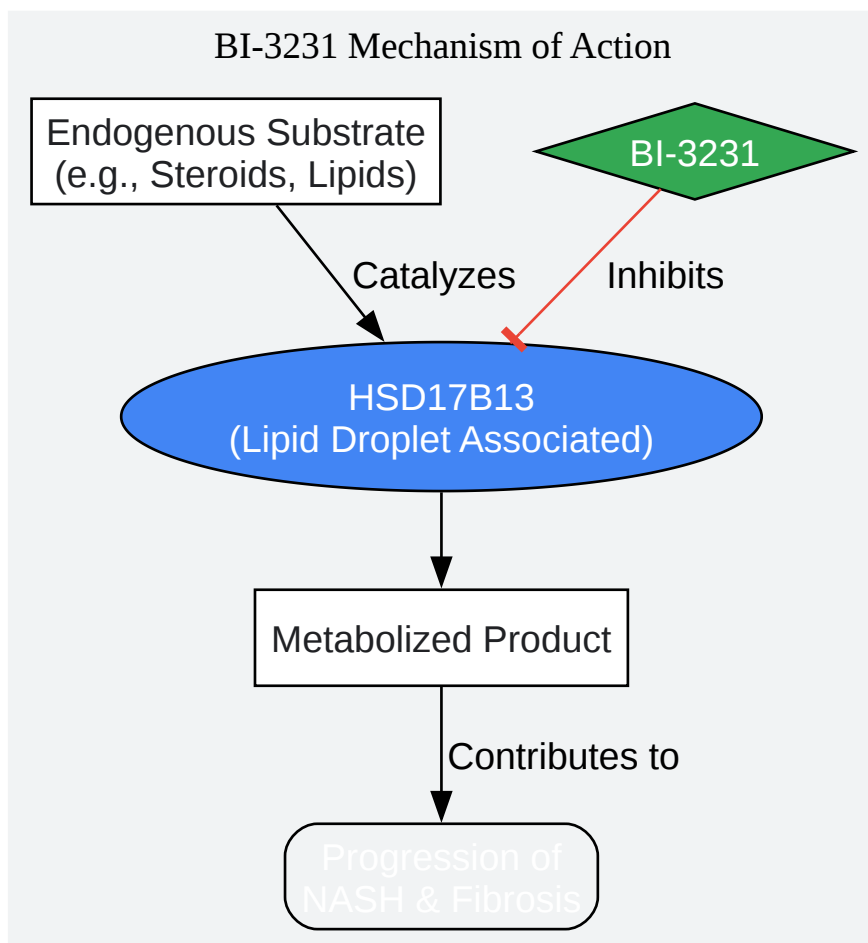 BI-3231 Mechanism of Action
Endogenous Substrate
(e.g., Steroids, Lipids)
BI-3231
Catalyzes
Inhibits
HSD17B13
(Lipid Droplet Associated)
Metabolized Product
Contributes to
Progression of
NASH & Fibrosis